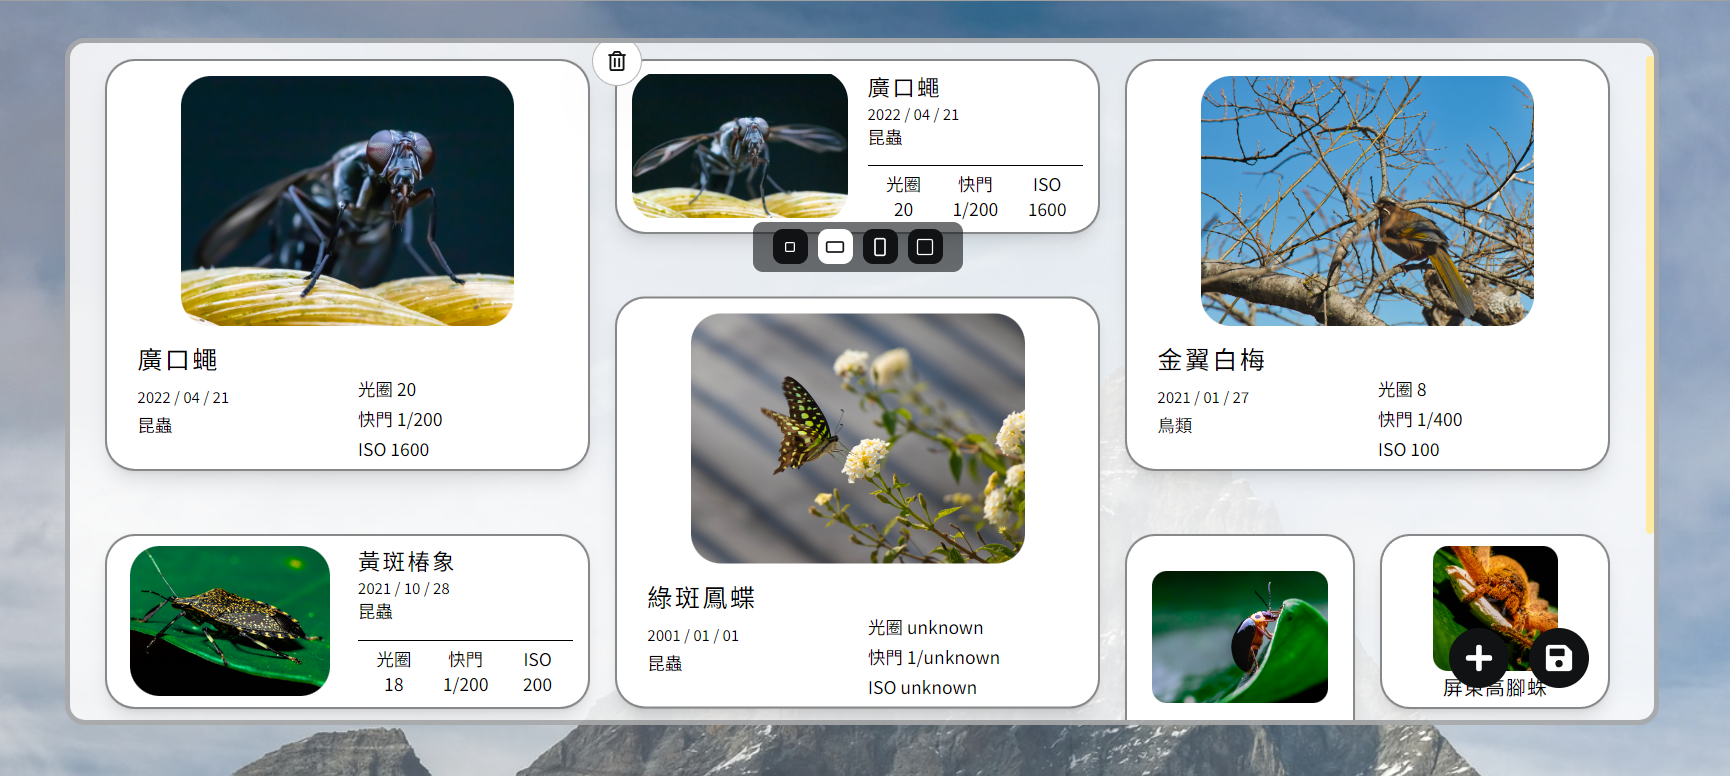 廣口蠅
2022 / 04 / 21
昆蟲
光圈 20
快門 1/200
ISO 1600
廣口蠅
2022 / 04 / 21
昆蟲
光圈 快門 ISO
20 1/200 1600
金翼白梅
2021 / 01 / 27
鳥類
光圈 8
快門 1/400
ISO 100
黃斑椿象
2021 / 10 / 28
昆蟲
光圈 快門 ISO
18 1/200 200
綠斑鳳蝶
2001 / 01 / 01
昆蟲
光圈 unknown
快門 1/unknown
ISO unknown
屏東高腳蛛